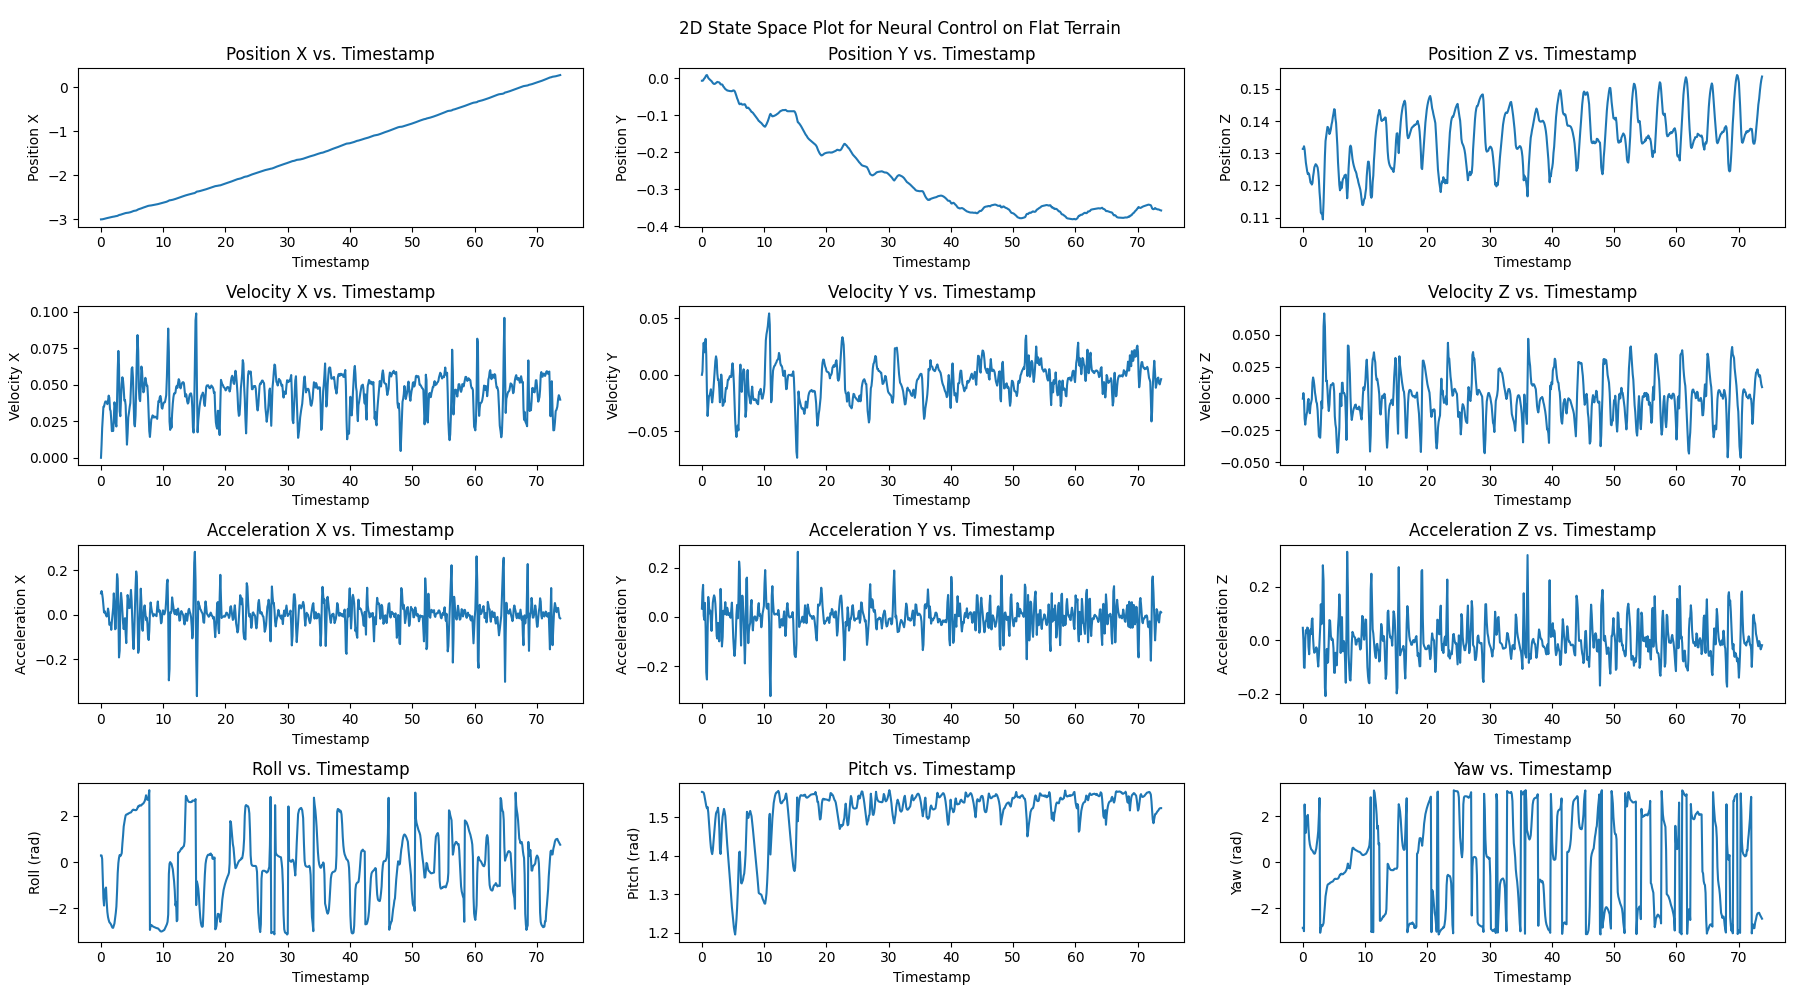 2D State Space Plot for Neural Control on Flat Terrain
Position X vs. Timestamp
Position X
0
−1
−2
−3
0 10 20 30 40 50 60 70
Timestamp
Position Y vs. Timestamp
Position Y
0.0
−0.1
−0.2
−0.3
−0.4
0 10 20 30 40 50 60 70
Timestamp
Position Z vs. Timestamp
Position Z
0.15
0.14
0.13
0.12
0.11
0 10 20 30 40 50 60 70
Timestamp
Velocity X vs. Timestamp
Velocity X
0.100
0.075
0.050
0.025
0.000
0 10 20 30 40 50 60 70
Timestamp
Velocity Y vs. Timestamp
Velocity Y
0.05
0.00
−0.05
0 10 20 30 40 50 60 70
Timestamp
Velocity Z vs. Timestamp
Velocity Z
0.050
0.025
0.000
−0.025
−0.050
0 10 20 30 40 50 60 70
Timestamp
Acceleration X vs. Timestamp
Acceleration X
0.2
0.0
−0.2
0 10 20 30 40 50 60 70
Timestamp
Acceleration Y vs. Timestamp
Acceleration Y
0.2
0.0
−0.2
0 10 20 30 40 50 60 70
Timestamp
Acceleration Z vs. Timestamp
Acceleration Z
0.2
0.0
−0.2
0 10 20 30 40 50 60 70
Timestamp
Roll vs. Timestamp
Roll (rad)
2
0
−2
0 10 20 30 40 50 60 70
Timestamp
Pitch vs. Timestamp
Pitch (rad)
1.5
1.4
1.3
1.2
0 10 20 30 40 50 60 70
Timestamp
Yaw vs. Timestamp
Yaw (rad)
2
0
−2
0 10 20 30 40 50 60 70
Timestamp